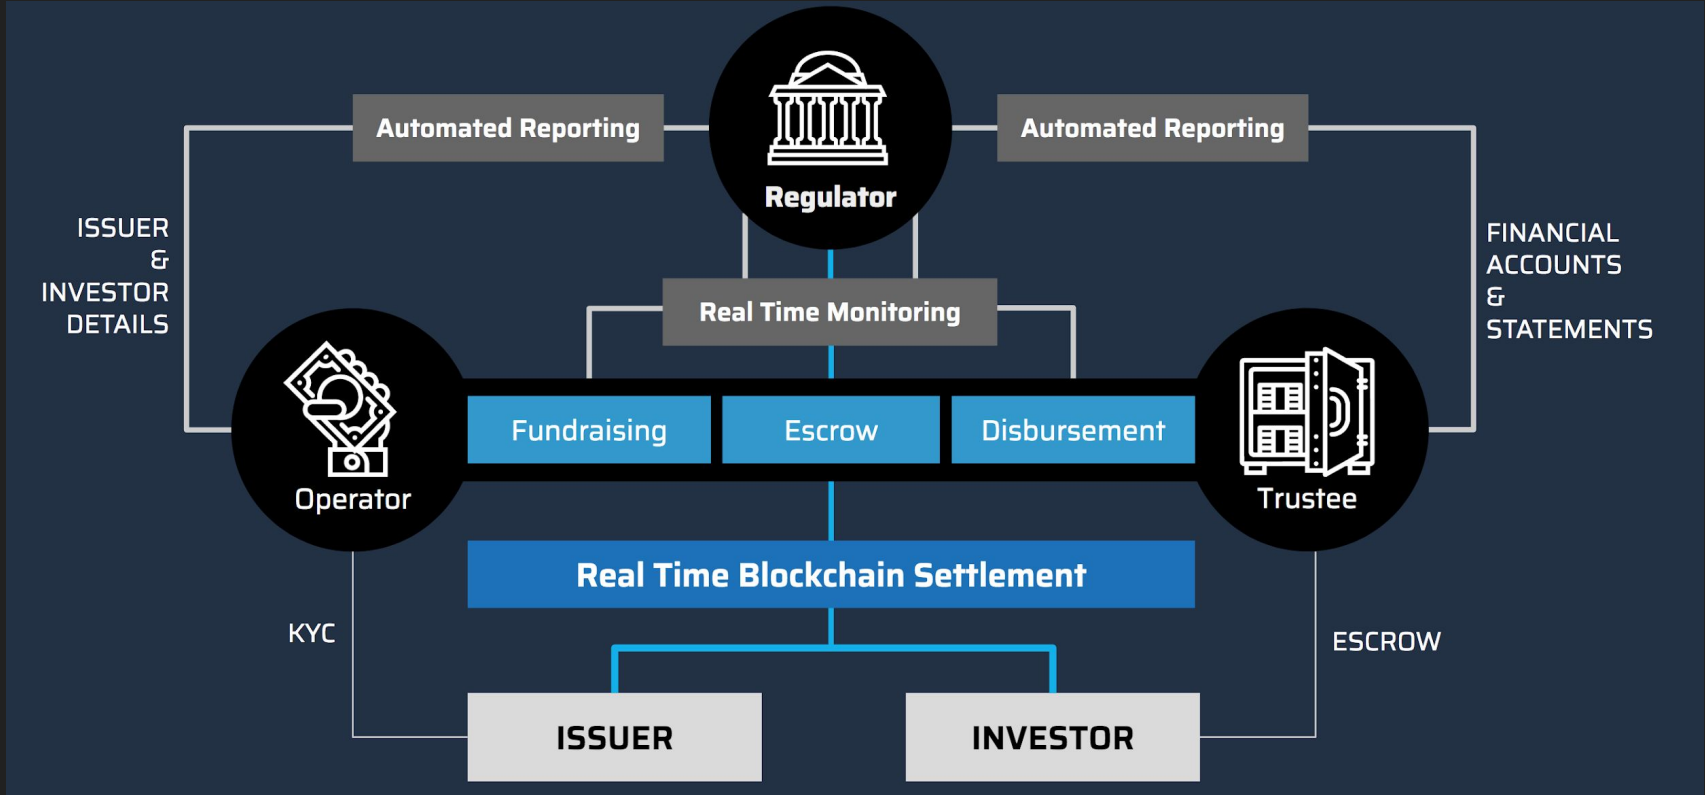 Automated Reporting
Regulator
Automated Reporting
ISSUER
&
INVESTOR
DETAILS
FINANCIAL
ACCOUNTS
&
STATEMENTS
Real Time Monitoring
Operator
Fundraising
Escrow
Disbursement
Trustee
Real Time Blockchain Settlement
KYC
ESCROW
ISSUER
INVESTOR